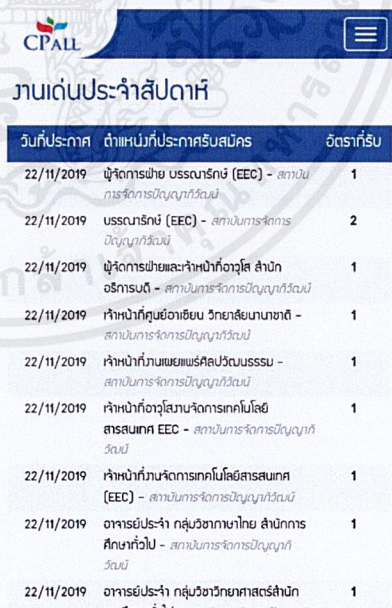 CPALL
งานเด่นประจำสัปดาห์
วันที่ประกาศ ตำแหน่งที่ประกาศรับสมัคร อัตราที่รับ
22/11/2019 ผู้จัดการฝ่าย บรรณารักษ์ (EEC) - สถาบัน 1
การจัดการปัญญาภิวัฒน์
22/11/2019 บรรณารักษ์ (EEC) - สถาบันการจัดการ 2
ปัญญาภิวัฒน์
22/11/2019 ผู้จัดการฝ่ายและเจ้าหน้าที่อาวุโส สำนัก 1
อธิการบดี - สถาบันการจัดการปัญญาภิวัฒน์
22/11/2019 เจ้าหน้าที่ศูนย์อาเซียน วิทยาลัยนานาชาติ - 1
สถาบันการจัดการปัญญาภิวัฒน์
22/11/2019 เจ้าหน้าที่งานเผยแพร่ศิลปวัฒนธรรม - 1
สถาบันการจัดการปัญญาภิวัฒน์
22/11/2019 เจ้าหน้าที่อาวุโสงานจัดการเทคโนโลยี 1
สารสนเทศ EEC - สถาบันการจัดการปัญญาภิ
วัฒน์
22/11/2019 เจ้าหน้าที่งานจัดการเทคโนโลยีสารสนเทศ 1
(EEC) - สถาบันการจัดการปัญญาภิวัฒน์
22/11/2019 อาจารย์ประจำ กลุ่มวิชาภาษาไทย สำนักการ 1
ศึกษาทั่วไป - สถาบันการจัดการปัญญาภิ
วัฒน์
22/11/2019 อาจารย์ประจำ กลุ่มวิชาวิทยาศาสตร์สำนัก 1